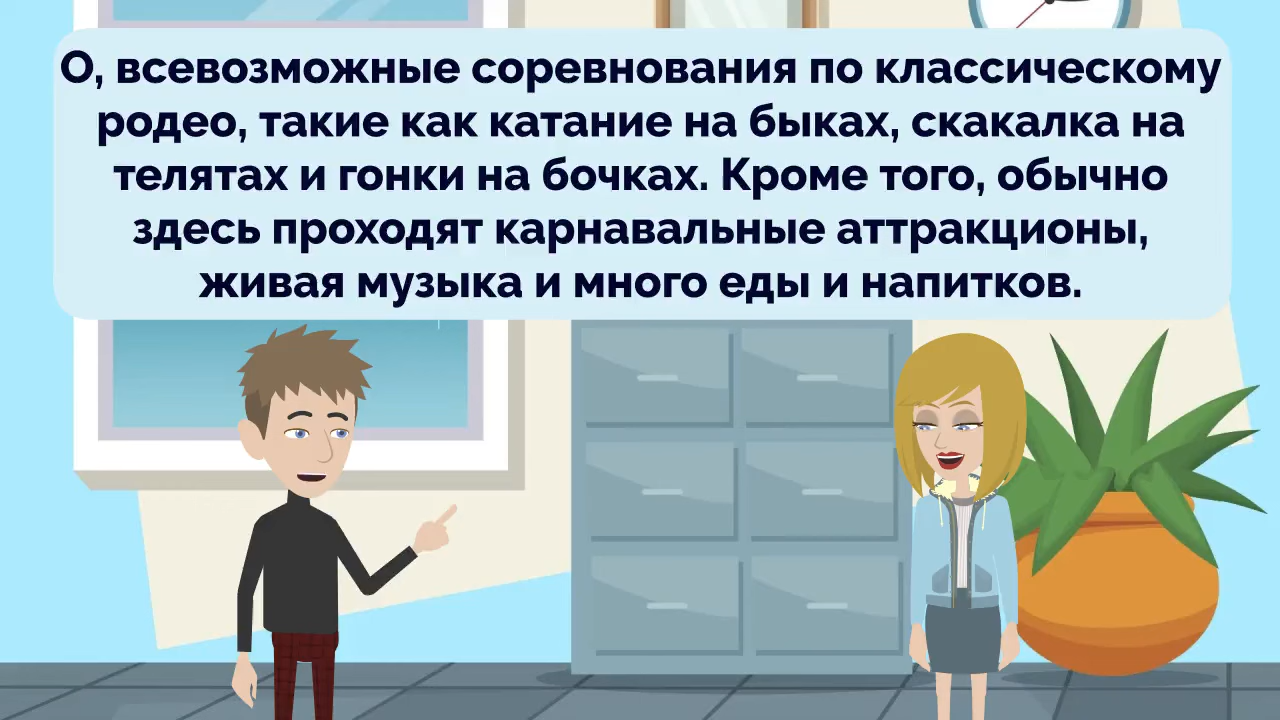 О, всевозможные соревнования по классическому
родео, такие как катание на быках, скакалка на
телятах и гонки на бочках. Кроме того, обычно
здесь проходят карнавальные аттракционы,
живая музыка и много еды и напитков.